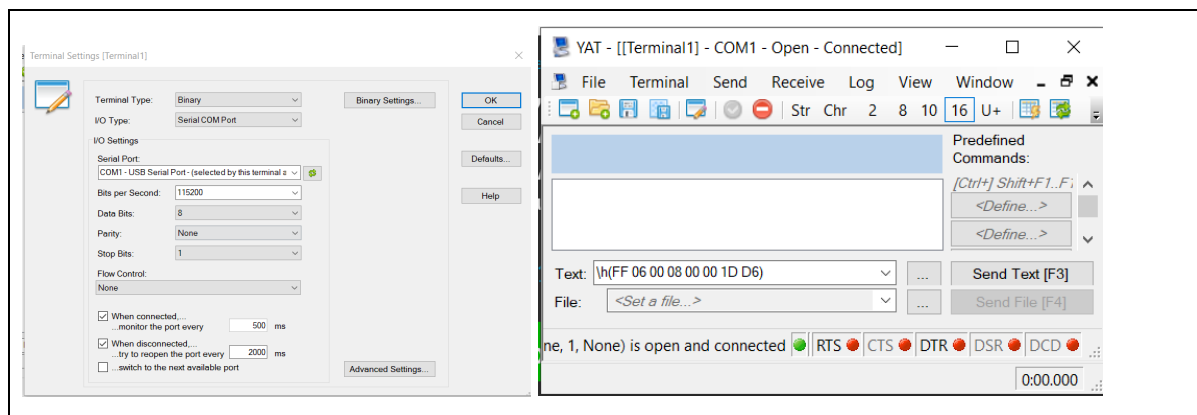 Terminal Settings [Terminal1]
Terminal Type:
Binary
Binary Settings...
OK
I/O Type:
Serial COM Port
Cancel
I/O Settings
Serial Port:
COM1 - USB Serial Port - (selected by this terminal a
Defaults...
Bits per Second:
115200
Help
Data Bits:
8
Parity:
None
Stop Bits:
1
Flow Control:
None
When connected,...
...monitor the port every
500
ms
When disconnected,...
...try to reopen the port every
2000
ms
...switch to the next available port
Advanced Settings...
YAT - [[Terminal1] - COM1 - Open - Connected]
File Terminal Send Receive Log View Window
Str Chr 2 8 10 16 U+
Predefined
Commands:
[Ctrl+] Shift+F1..F1
<Define...>
<Define...>
Text: \h(FF 06 00 08 00 00 1D D6)
...
Send Text [F3]
File: <Set a file...>
...
Send File [F4]
ne, 1, None) is open and connected RTS CTS DTR DSR DCD
0:00.000